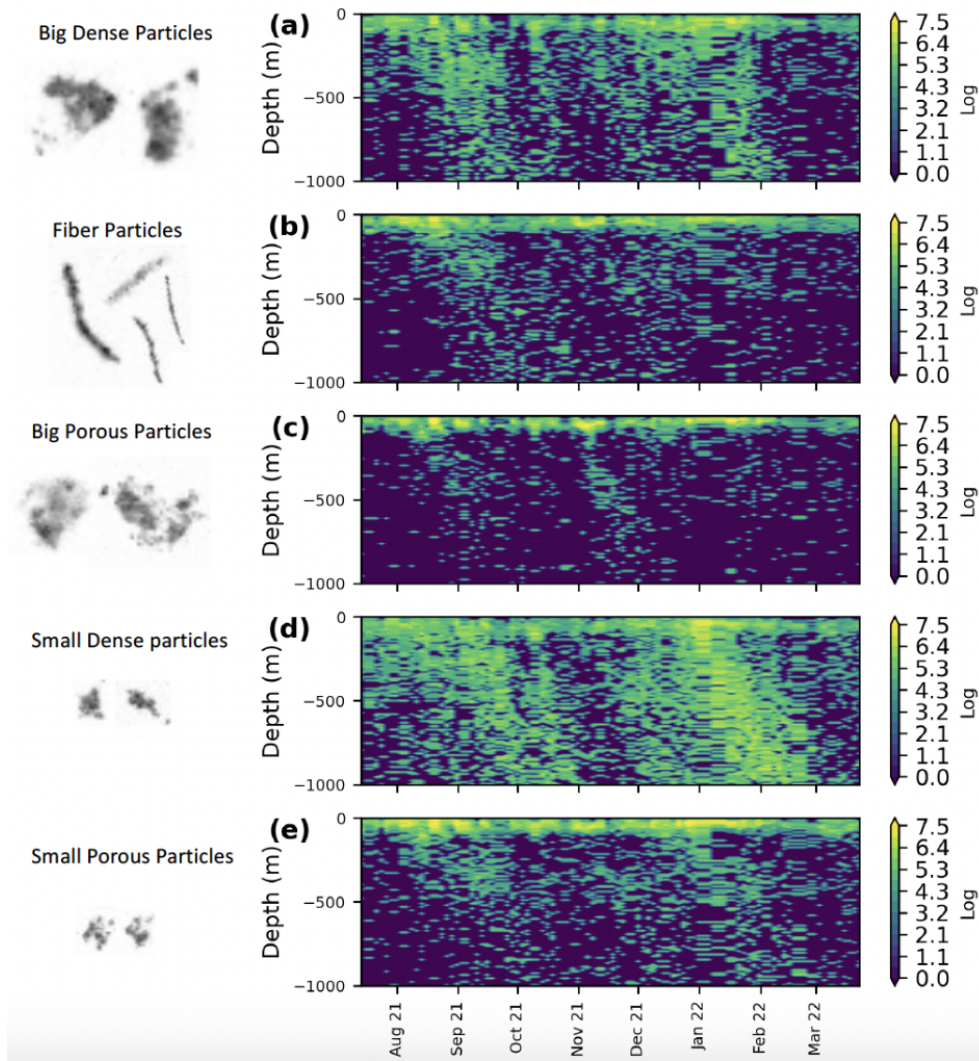 Big Dense Particles
(a)
0
−500
−1000
Depth (m)
7.5
6.4
5.3
4.3
3.2
2.1
1.1
0.0
Log
Fiber Particles
(b)
0
−500
−1000
Depth (m)
7.5
6.4
5.3
4.3
3.2
2.1
1.1
0.0
Log
Big Porous Particles
(c)
0
−500
−1000
Depth (m)
7.5
6.4
5.3
4.3
3.2
2.1
1.1
0.0
Log
Small Dense particles
(d)
0
−500
−1000
Depth (m)
7.5
6.4
5.3
4.3
3.2
2.1
1.1
0.0
Log
Small Porous Particles
(e)
0
−500
−1000
Depth (m)
7.5
6.4
5.3
4.3
3.2
2.1
1.1
0.0
Log
Aug 21
Sep 21
Oct 21
Nov 21
Dec 21
Jan 22
Feb 22
Mar 22